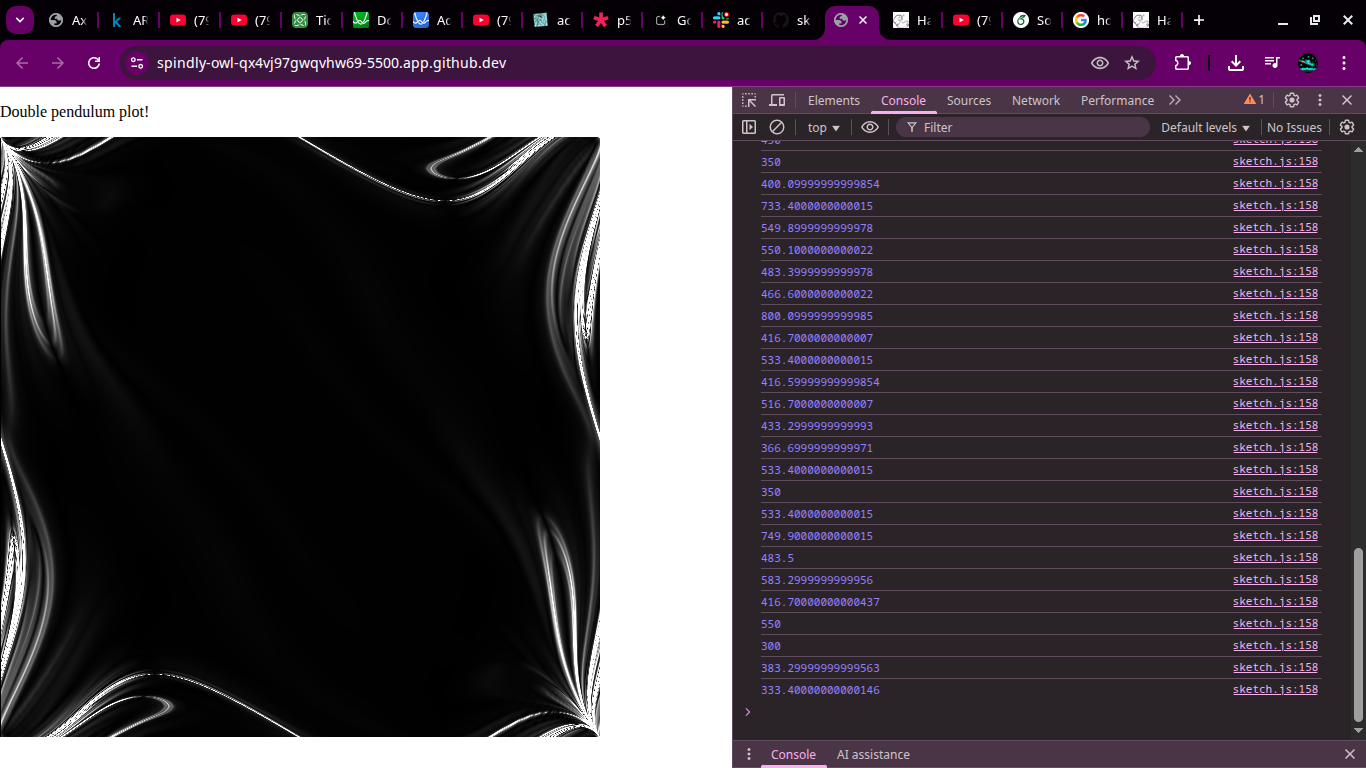 Ax
k AR
(79
(79
Tic
Do
Ac
(79
ac
p5
Go
ac
sk
Ha
(79
So
ho
Ha
spindly-owl-qx4vj97gwqvhw69-5500.app.github.dev
Double pendulum plot!
Elements Console Sources Network Performance 1
top Filter Default levels No Issues
350 sketch.js:158
400.09999999999854 sketch.js:158
733.4000000000015 sketch.js:158
549.8999999999978 sketch.js:158
550.1000000000022 sketch.js:158
483.3999999999978 sketch.js:158
466.6000000000022 sketch.js:158
800.0999999999985 sketch.js:158
416.7000000000007 sketch.js:158
533.4000000000015 sketch.js:158
416.59999999999854 sketch.js:158
516.7000000000007 sketch.js:158
433.2999999999993 sketch.js:158
366.6999999999971 sketch.js:158
533.4000000000015 sketch.js:158
350 sketch.js:158
533.4000000000015 sketch.js:158
749.9000000000015 sketch.js:158
483.5 sketch.js:158
583.2999999999956 sketch.js:158
416.70000000000437 sketch.js:158
550 sketch.js:158
300 sketch.js:158
383.29999999999563 sketch.js:158
333.40000000000146 sketch.js:158
Console AI assistance